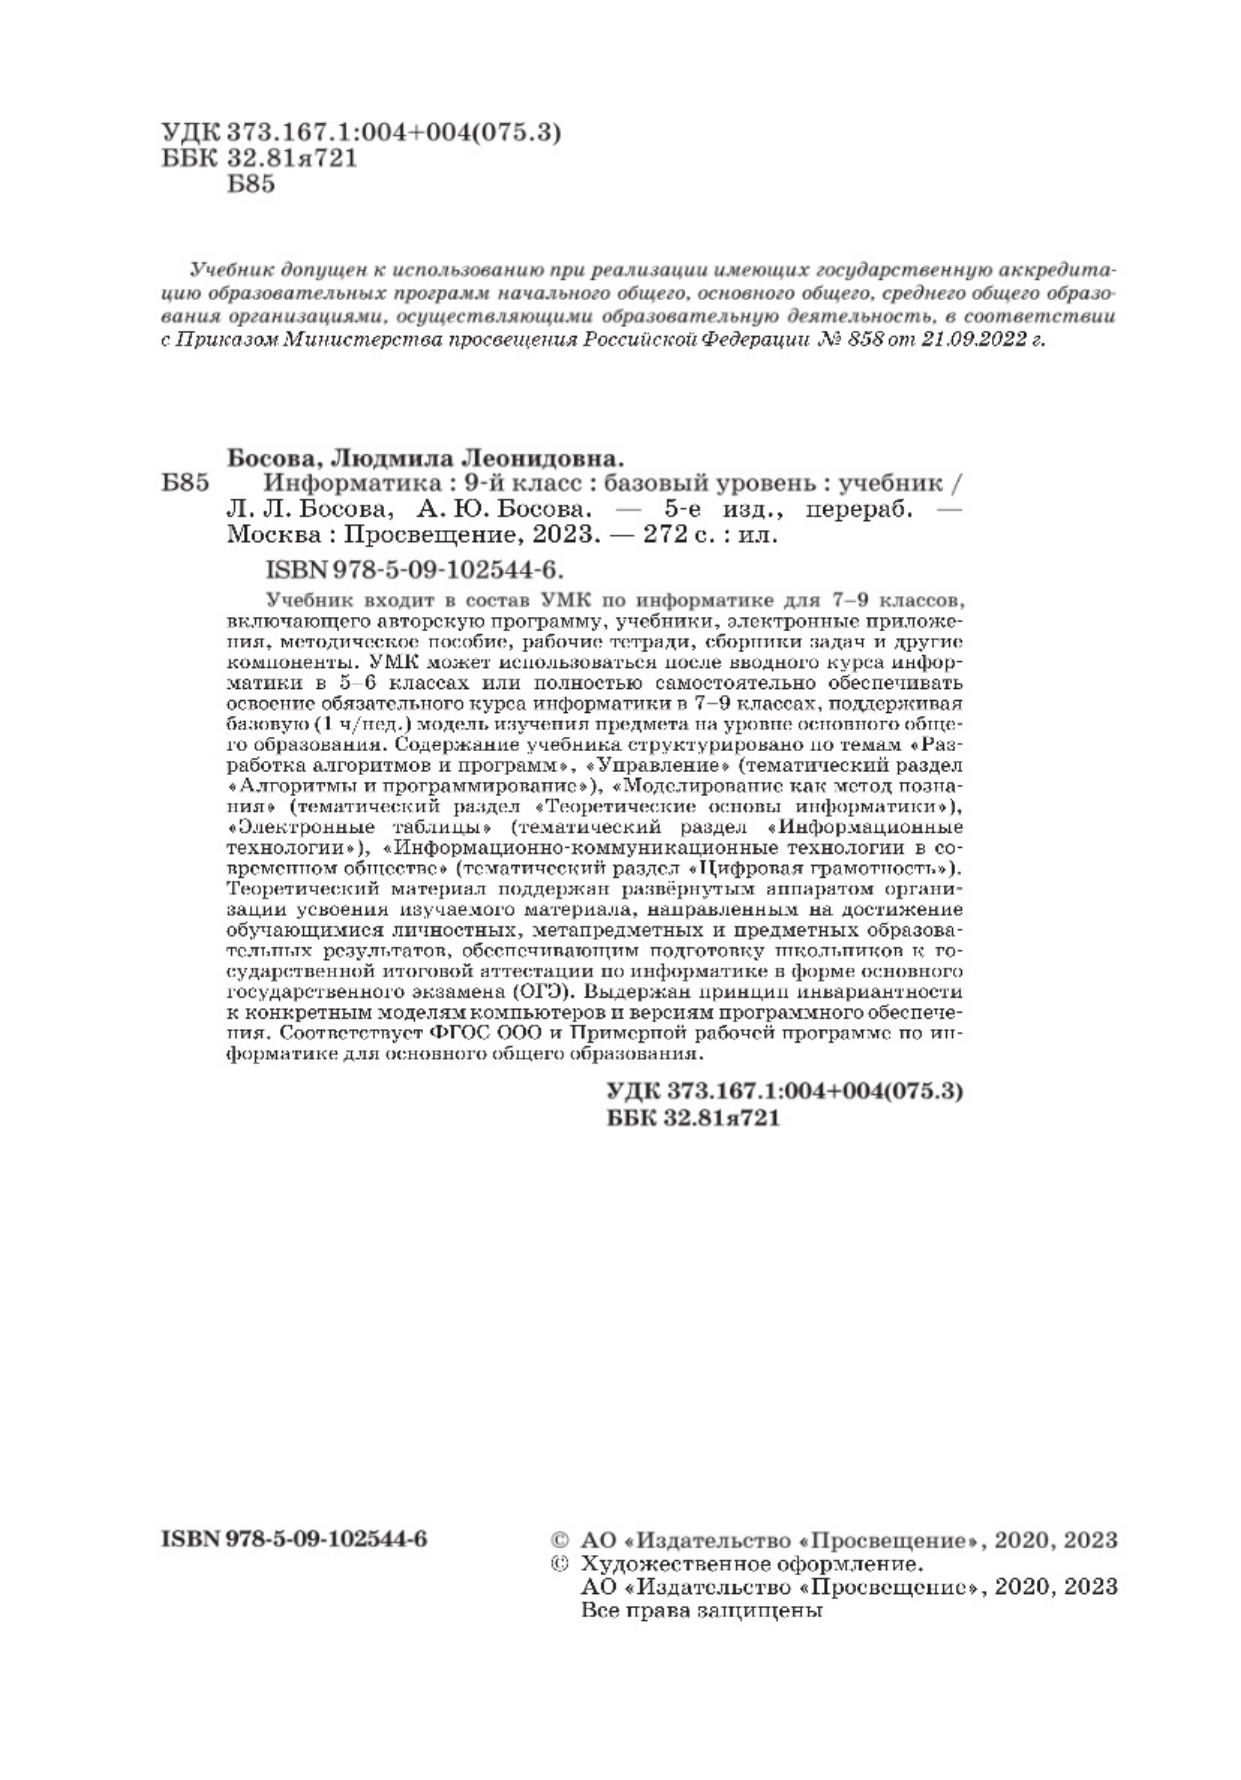 УДК 373.167.1:004+004(075.3)
ББК 32.81я721
Б85
Учебник допущен к использованию при реализации имеющих государственную аккредита-
цию образовательных программ начального общего, основного общего, среднего общего образо-
вания организациями, осуществляющими образовательную деятельность, в соответствии
с Приказом Министерства просвещения Российской Федерации № 858 от 21.09.2022 г.
Босова, Людмила Леонидовна.
Б85 Информатика : 9-й класс : базовый уровень : учебник /
Л. Л. Босова, А. Ю. Босова. — 5-е изд., перераб. —
Москва : Просвещение, 2023. — 272 с. : ил.
ISBN 978-5-09-102544-6.
Учебник входит в состав УМК по информатике для 7–9 классов,
включающего авторскую программу, учебники, электронные приложе-
ния, методическое пособие, рабочие тетради, сборники задач и другие
компоненты. УМК может использоваться после вводного курса инфор-
матики в 5–6 классах или полностью самостоятельно обеспечивать
освоение обязательного курса информатики в 7–9 классах, поддерживая
базовую (1 ч/нед.) модель изучения предмета на уровне основного обще-
го образования. Содержание учебника структурировано по темам «Раз-
работка алгоритмов и программ», «Управление» (тематический раздел
«Алгоритмы и программирование»), «Моделирование как метод позна-
ния» (тематический раздел «Теоретические основы информатики»),
«Электронные таблицы» (тематический раздел «Информационные
технологии»), «Информационно-коммуникационные технологии в со-
временном обществе» (тематический раздел «Цифровая грамотность»).
Теоретический материал поддержан развёрнутым аппаратом органи-
зации усвоения изучаемого материала, направленным на достижение
обучающимися личностных, метапредметных и предметных образова-
тельных результатов, обеспечивающим подготовку школьников к го-
сударственной итоговой аттестации по информатике в форме основного
государственного экзамена (ОГЭ). Выдержан принцип инвариантности
к конкретным моделям компьютеров и версиям программного обеспече-
ния. Соответствует ФГОС ООО и Примерной рабочей программе по ин-
форматике для основного общего образования.
УДК 373.167.1:004+004(075.3)
ББК 32.81я721
ISBN 978-5-09-102544-6
© АО «Издательство «Просвещение», 2020, 2023
© Художественное оформление.
АО «Издательство «Просвещение», 2020, 2023
Все права защищены